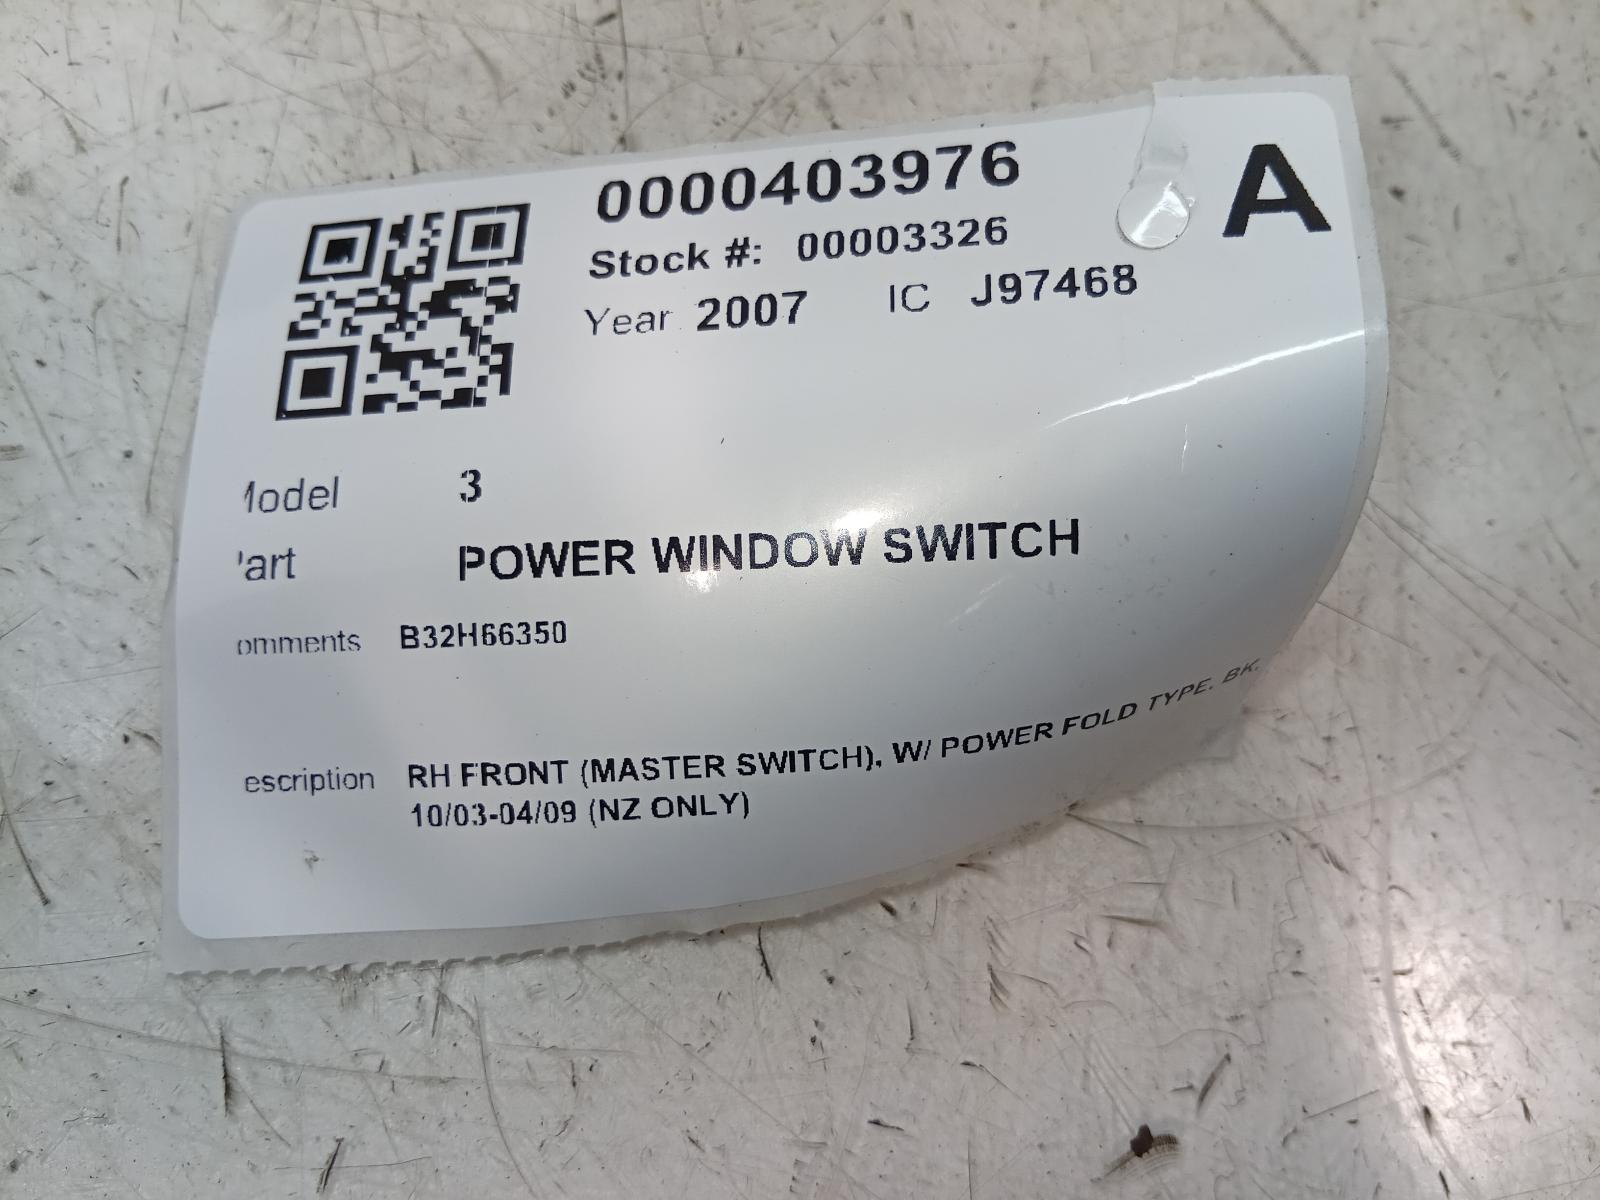 0000403976
A
Stock #: 00003326
Year 2007 IC J97468
Model 3
'art POWER WINDOW SWITCH
omments B32H66350
escription RH FRONT (MASTER SWITCH), W/ POWER FOLD TYPE, BK,
10/03-04/09 (NZ ONLY)